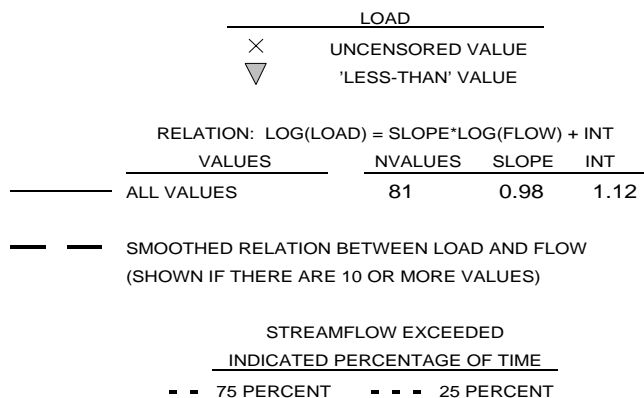 LOAD
UNCENSORED VALUE
'LESS-THAN' VALUE
RELATION: LOG(LOAD) = SLOPE*LOG(FLOW) + INT
VALUES NVALUES SLOPE INT
ALL VALUES 81 0.98 1.12
SMOOTHED RELATION BETWEEN LOAD AND FLOW
(SHOWN IF THERE ARE 10 OR MORE VALUES)
STREAMFLOW EXCEEDED
INDICATED PERCENTAGE OF TIME
75 PERCENT 25 PERCENT